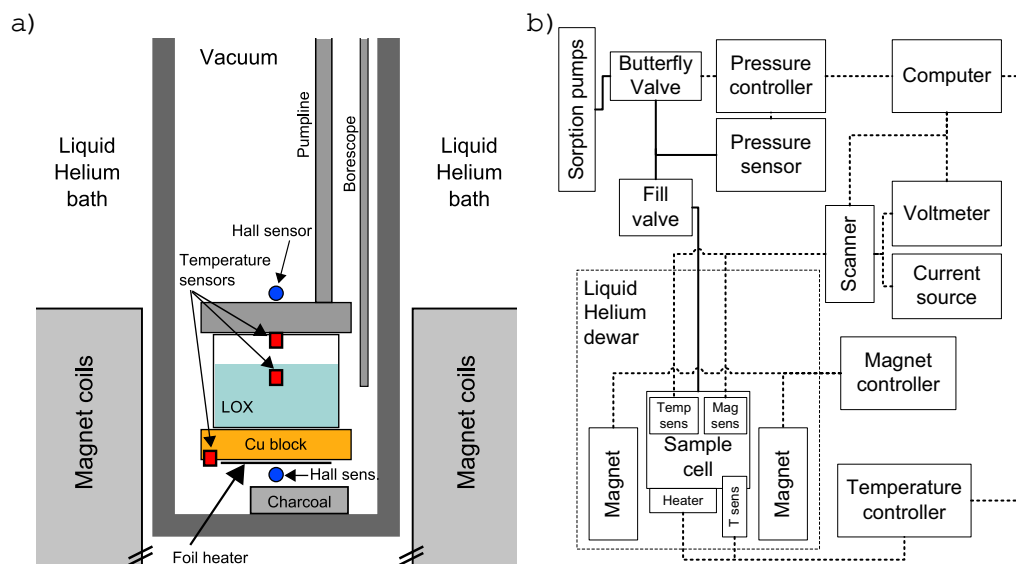 a)
Vacuum
Pumpline
Borescope
Liquid
Helium
bath
Liquid
Helium
bath
Hall sensor
Temperature
sensors
LOX
Cu block
Hall sens.
Charcoal
Foil heater
Magnet coils
Magnet coils
b)
Sorption pumps
Butterfly
Valve
Pressure
controller
Computer
Pressure
sensor
Fill
valve
Scanner
Voltmeter
Current
source
Liquid
Helium
dewar
Magnet
controller
Temp
sens
Mag
sens
Sample
cell
Magnet
Magnet
Heater
T sens
Temperature
controller